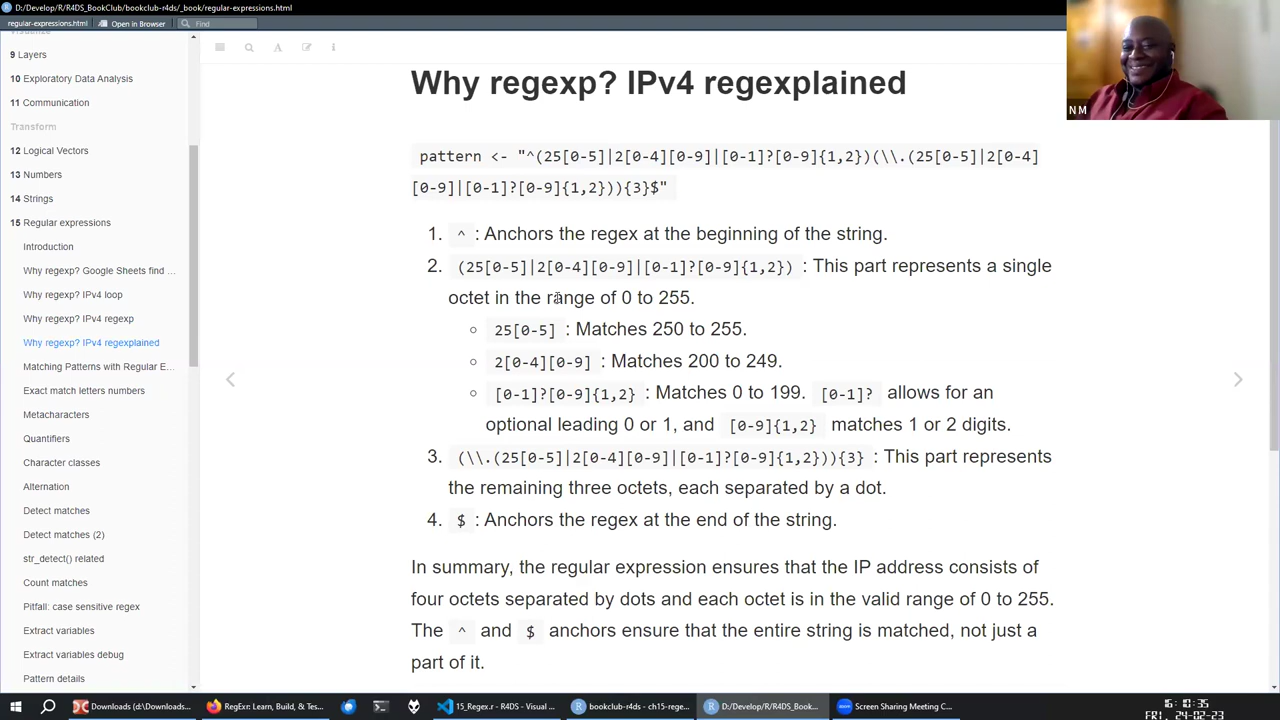 D:/Develop/R/R4DS_BookClub/bookclub-r4ds/_book/regular-expressions.html
regular-expressions.html
Open in Browser
Find
Visualize
9 Layers
10 Exploratory Data Analysis
11 Communication
Transform
12 Logical Vectors
13 Numbers
14 Strings
15 Regular expressions
Introduction
Why regexp? Google Sheets find ...
Why regexp? IPv4 loop
Why regexp? IPv4 regexp
Why regexp? IPv4 regexplained
Matching Patterns with Regular E...
Exact match letters numbers
Metacharacters
Quantifiers
Character classes
Alternation
Detect matches
Detect matches (2)
str_detect() related
Count matches
Pitfall: case sensitive regex
Extract variables
Extract variables debug
Pattern details
Why regexp? IPv4 regexplained
pattern <- "^(25[0-5]|2[0-4][0-9]|[0-1]?[0-9]{1,2})(\\.(25[0-5]|2[0-4]
[0-9]|[0-1]?[0-9]{1,2})){3}$"
1. ^ : Anchors the regex at the beginning of the string.
2. (25[0-5]|2[0-4][0-9]|[0-1]?[0-9]{1,2}) : This part represents a single
octet in the range of 0 to 255.
25[0-5] : Matches 250 to 255.
2[0-4][0-9] : Matches 200 to 249.
[0-1]?[0-9]{1,2} : Matches 0 to 199. [0-1]? allows for an
optional leading 0 or 1, and [0-9]{1,2} matches 1 or 2 digits.
3. (\\.(25[0-5]|2[0-4][0-9]|[0-1]?[0-9]{1,2})){3} : This part represents
the remaining three octets, each separated by a dot.
4. $ : Anchors the regex at the end of the string.
In summary, the regular expression ensures that the IP address consists of
four octets separated by dots and each octet is in the valid range of 0 to 255.
The ^ and $ anchors ensure that the entire string is matched, not just a
part of it.
NM
Downloads (d:\Downloads...
RegExr: Learn, Build, & Tes...
15_Regex.r - R4DS - Visual ...
bookclub-r4ds - ch15-rege...
D:/Develop/R/R4DS_Book...
Screen Sharing Meeting C...
16:10:35
FRI, 24-02-23